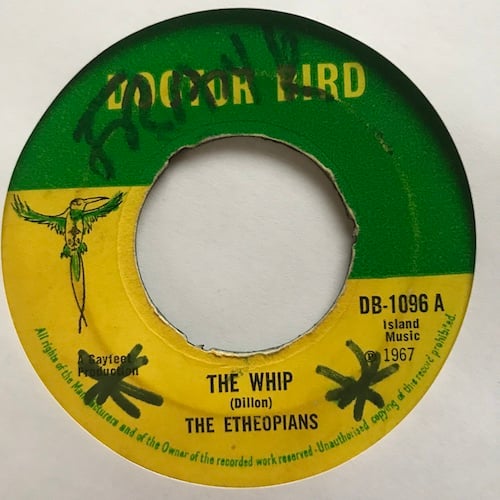 DOCTOR BIRD
DB-1096 A
Island
Music
℗ 1967
A Gayfeet
Production
THE WHIP
(Dillon)
THE ETHEOPIANS
All rights of the Manufacturers and of the Owner of the recorded work reserved - Unauthorised copying of this record prohibited.